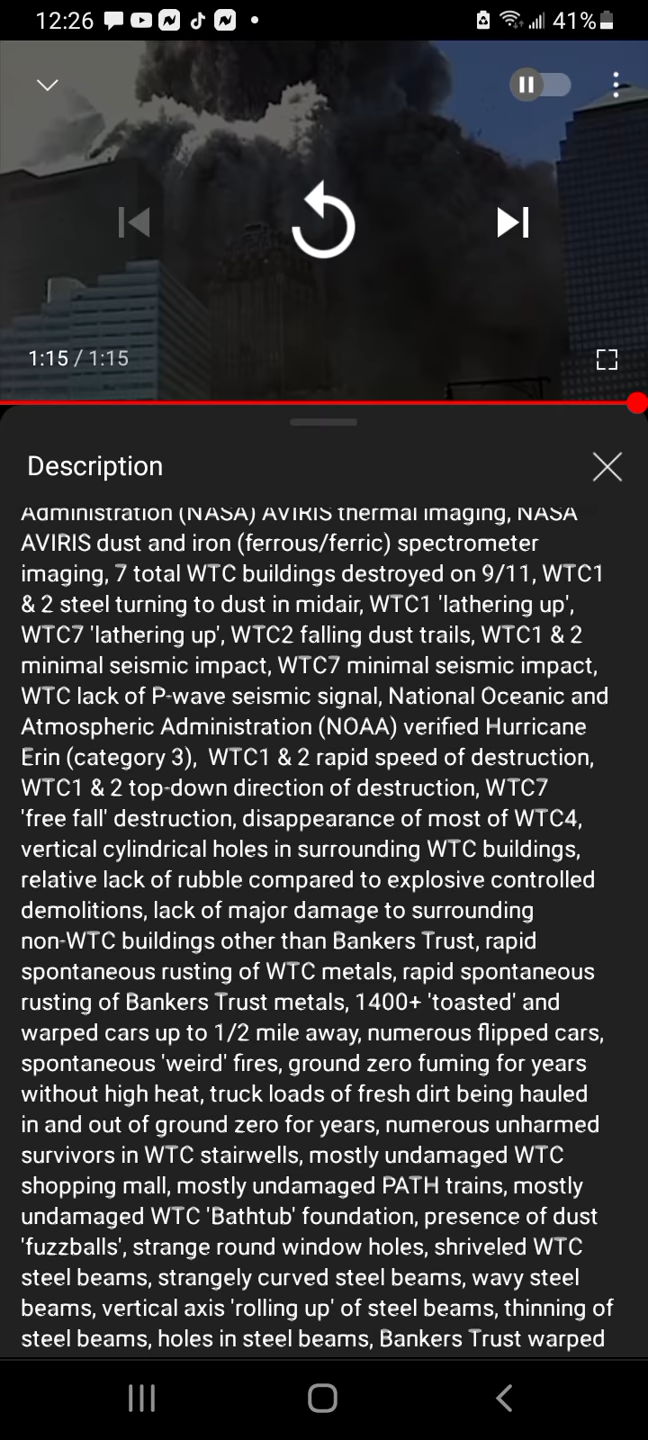 12:26
41%
1:15 / 1:15
Description
Administration (NASA) AVIRIS thermal imaging, NASA
AVIRIS dust and iron (ferrous/ferric) spectrometer
imaging, 7 total WTC buildings destroyed on 9/11, WTC1
& 2 steel turning to dust in midair, WTC1 'lathering up',
WTC7 'lathering up', WTC2 falling dust trails, WTC1 & 2
minimal seismic impact, WTC7 minimal seismic impact,
WTC lack of P-wave seismic signal, National Oceanic and
Atmospheric Administration (NOAA) verified Hurricane
Erin (category 3),  WTC1 & 2 rapid speed of destruction,
WTC1 & 2 top-down direction of destruction, WTC7
'free fall' destruction, disappearance of most of WTC4,
vertical cylindrical holes in surrounding WTC buildings,
relative lack of rubble compared to explosive controlled
demolitions, lack of major damage to surrounding
non-WTC buildings other than Bankers Trust, rapid
spontaneous rusting of WTC metals, rapid spontaneous
rusting of Bankers Trust metals, 1400+ 'toasted' and
warped cars up to 1/2 mile away, numerous flipped cars,
spontaneous 'weird' fires, ground zero fuming for years
without high heat, truck loads of fresh dirt being hauled
in and out of ground zero for years, numerous unharmed
survivors in WTC stairwells, mostly undamaged WTC
shopping mall, mostly undamaged PATH trains, mostly
undamaged WTC 'Bathtub' foundation, presence of dust
'fuzzballs', strange round window holes, shriveled WTC
steel beams, strangely curved steel beams, wavy steel
beams, vertical axis 'rolling up' of steel beams, thinning of
steel beams, holes in steel beams, Bankers Trust warped